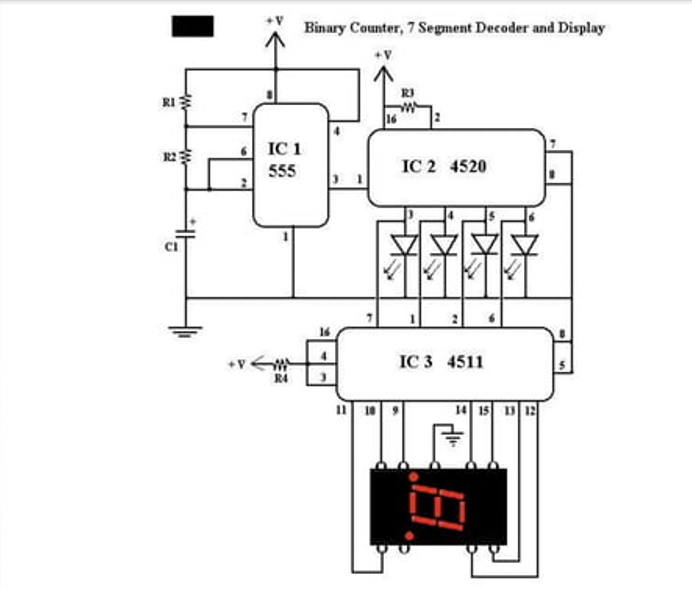 +V
Binary Counter, 7 Segment Decoder and Display
+V
R1
8
R3
7
4
16
2
IC 1
555
6
R2
IC 2 4520
7
2
3
1
8
3
4
5
6
+
C1
1
7
1
2
6
16
8
+V
4
IC 3 4511
R4
3
5
11
10
9
14
15
13
12